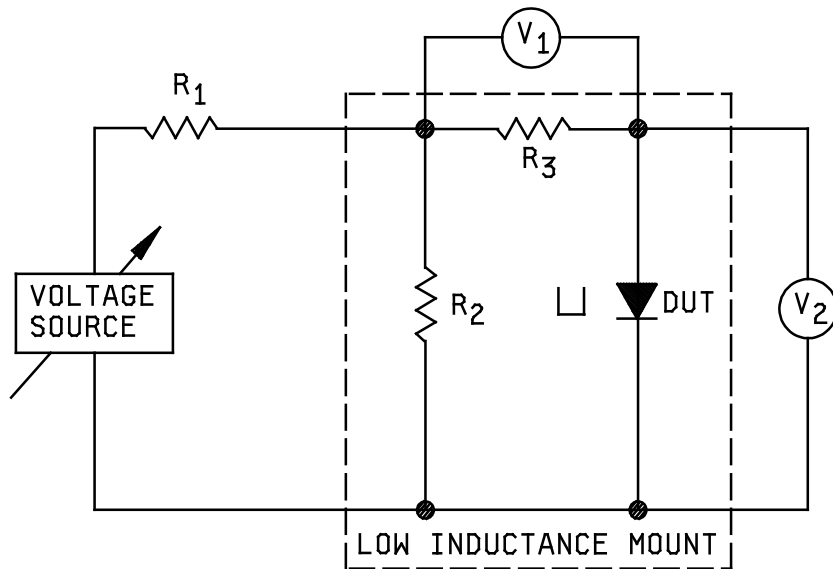 V1
R1
R3
VOLTAGE
SOURCE
R2
DUT
V2
LOW INDUCTANCE MOUNT